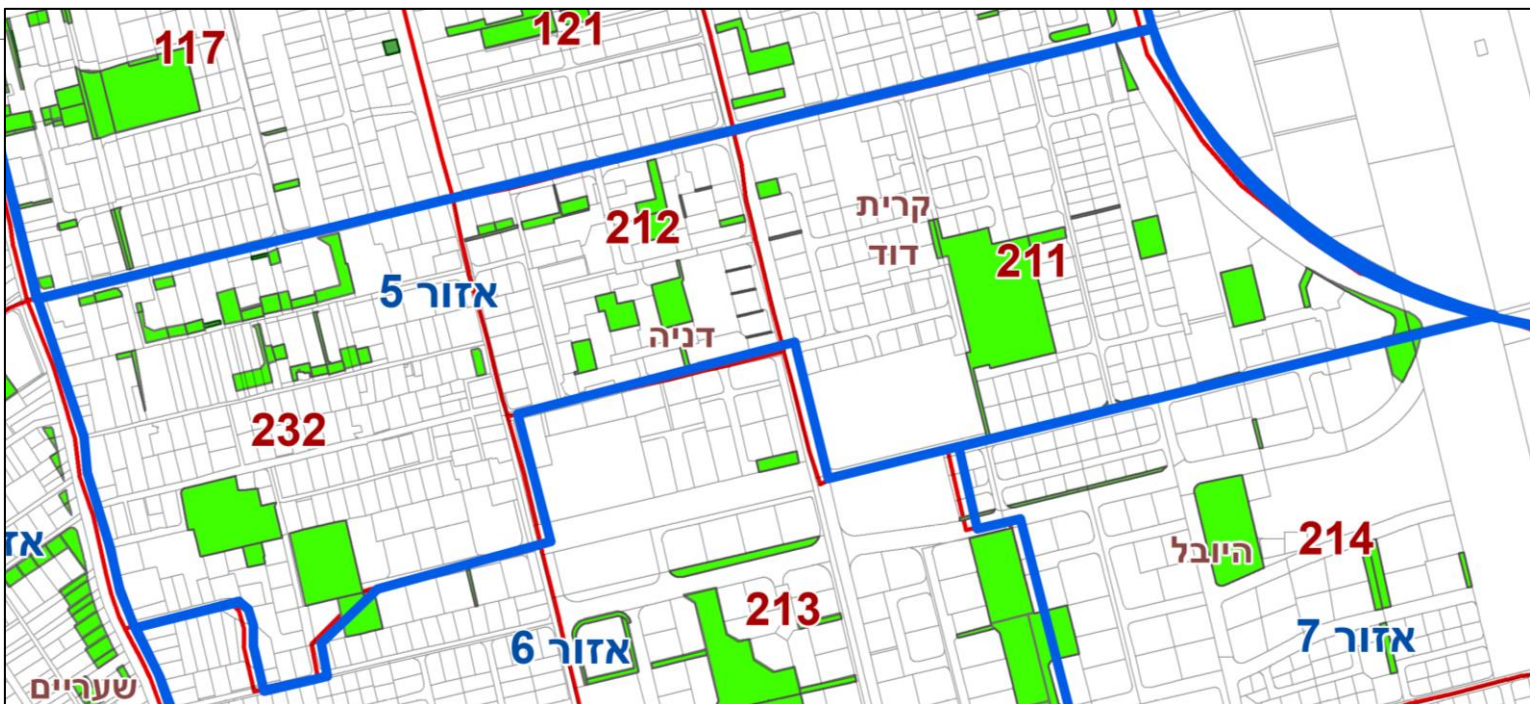 117
121
קרית
דוד
212
211
אזור 5
דניה
232
אז
214
היובל
213
אזור 6
אזור 7
שעריים